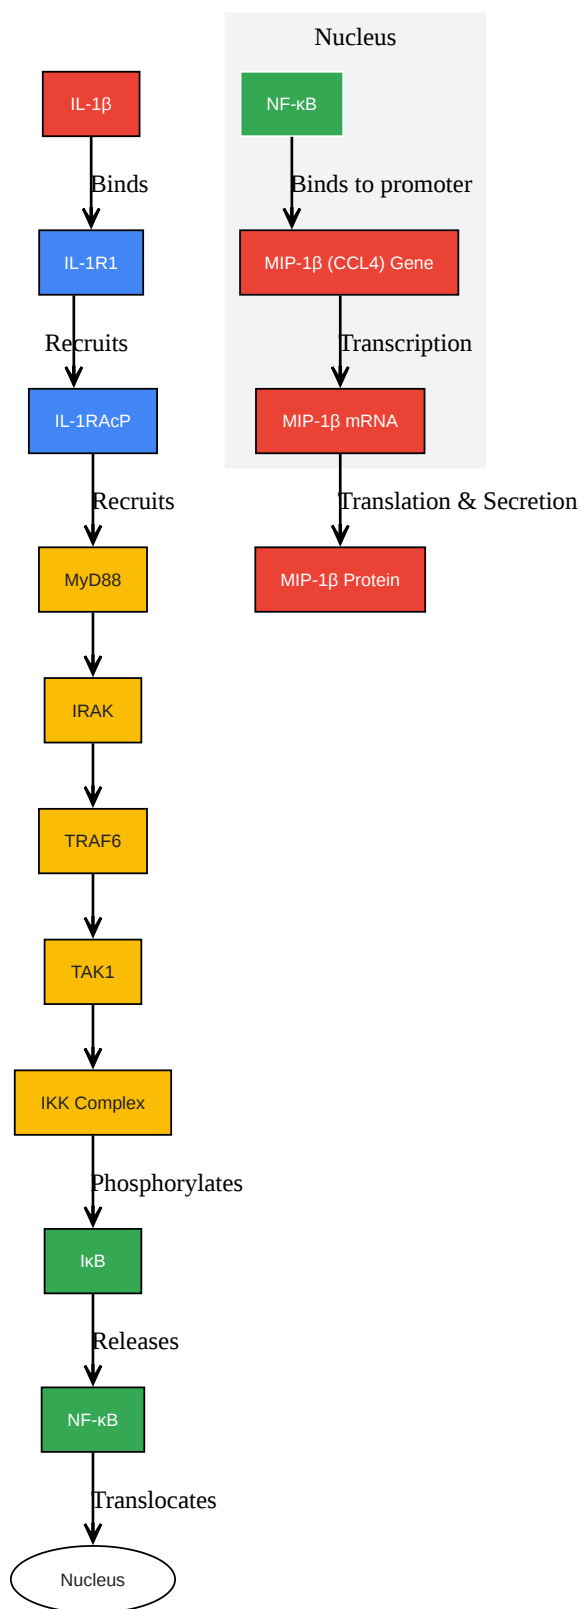 IL-1β
Binds
IL-1R1
Recruits
IL-1RAcP
Recruits
MyD88
IRAK
TRAF6
TAK1
IKK Complex
Phosphorylates
IκB
Releases
NF-κB
Translocates
Nucleus
Nucleus
NF-κB
Binds to promoter
MIP-1β (CCL4) Gene
Transcription
MIP-1β mRNA
Translation & Secretion
MIP-1β Protein